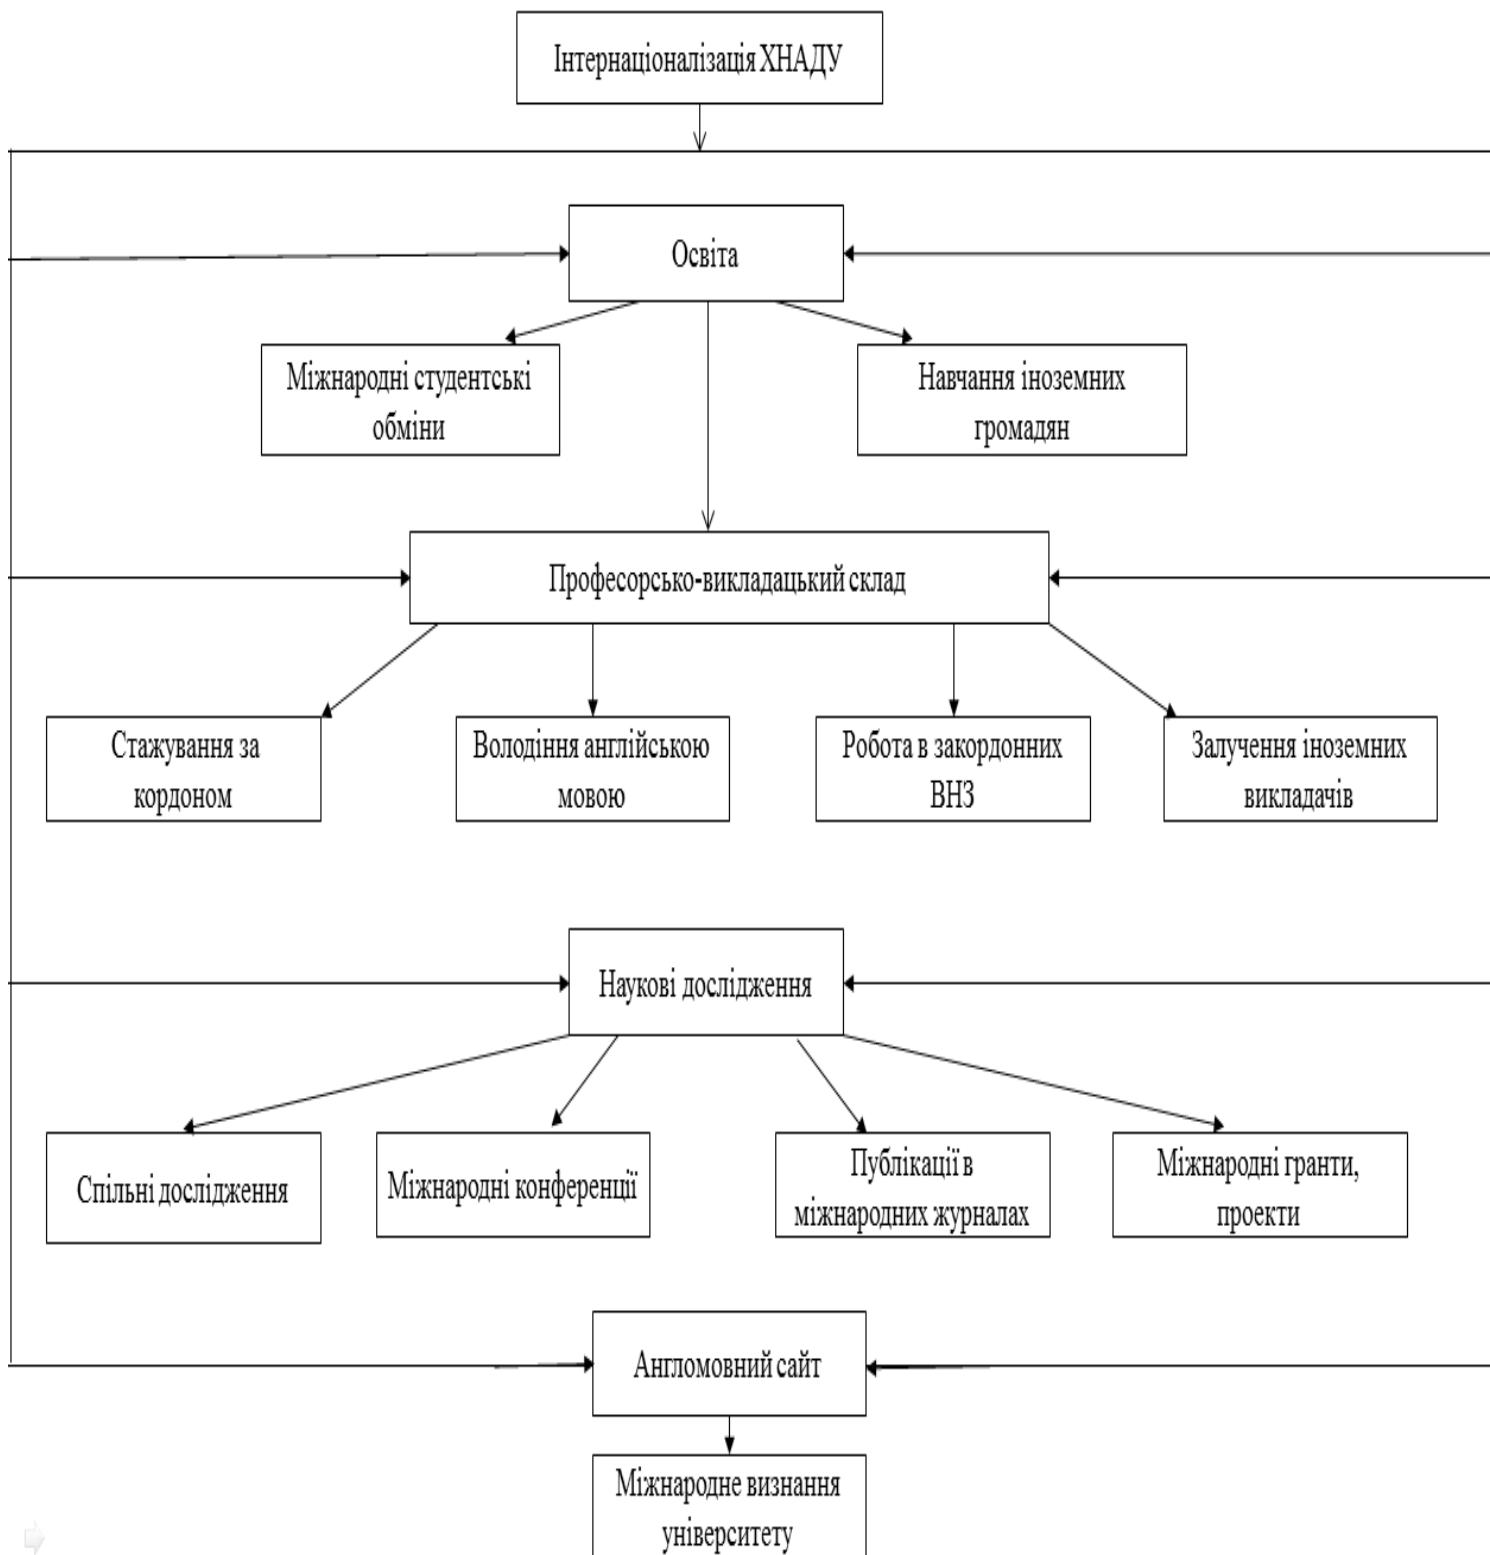 Інтернаціоналізація ХНАДУ
Освіта
Міжнародні студентські
обміни
Навчання іноземних
громадян
Професорсько-викладацький склад
Стажування за
кордоном
Володіння англійською
мовою
Робота в закордонних
ВНЗ
Залучення іноземних
викладачів
Наукові дослідження
Спільні дослідження
Міжнародні конференції
Публікації в
міжнародних журналах
Міжнародні гранти,
проекти
Англомовний сайт
Міжнародне визнання
університету